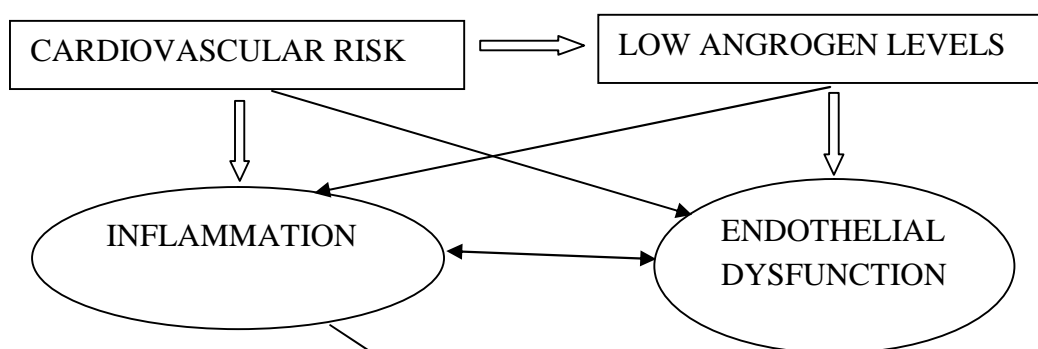 CARDIOVASCULAR RISK
LOW ANGROGEN LEVELS
INFLAMMATION
ENDOTHELIAL
DYSFUNCTION